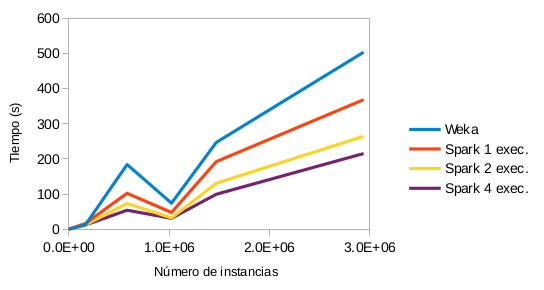 600
500
400
300
200
100
0
0.0E+00 1.0E+06 2.0E+06 3.0E+06
Tiempo (s)
Número de instancias
Weka
Spark 1 exec.
Spark 2 exec.
Spark 4 exec.